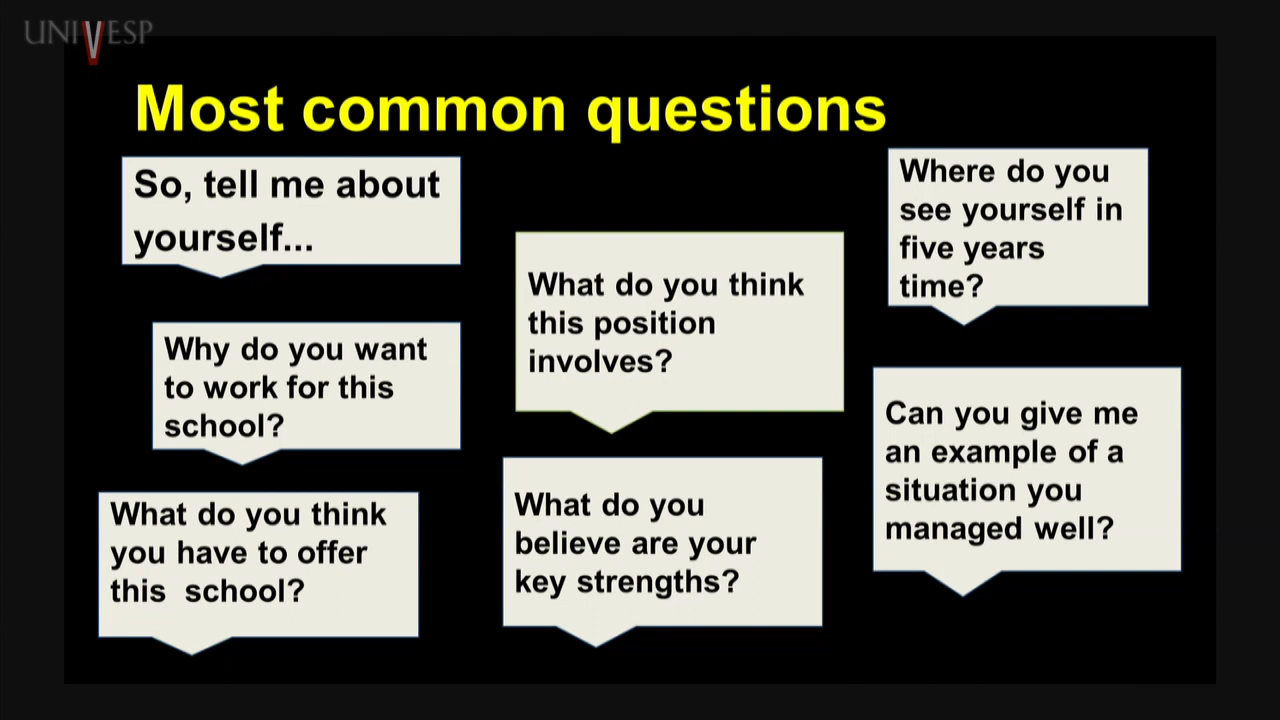 UNIVESP
Most common questions
So, tell me about
yourself...
Why do you want
to work for this
school?
What do you think
you have to offer
this  school?
What do you think
this position
involves?
What do you
believe are your
key strengths?
Where do you
see yourself in
five years
time?
Can you give me
an example of a
situation you
managed well?